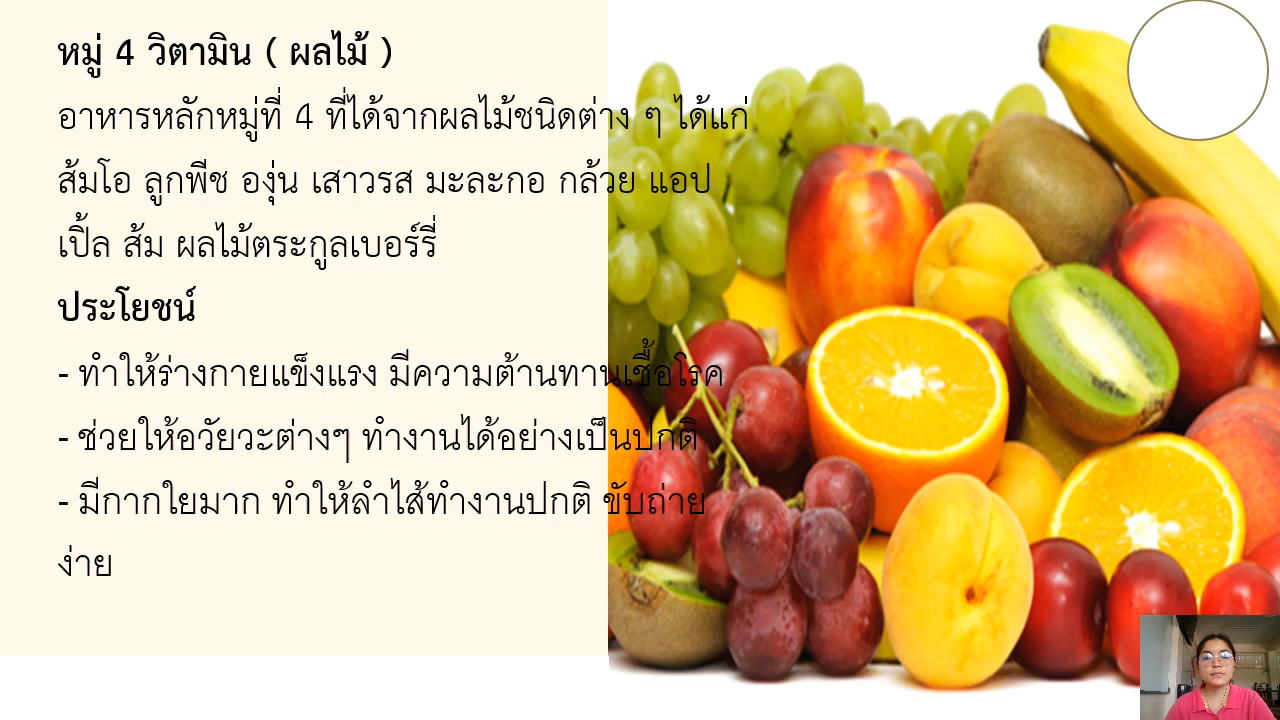 หมู่ 4 วิตามิน ( ผลไม้ )
อาหารหลักหมู่ที่ 4 ที่ได้จากผลไม้ชนิดต่าง ๆ ได้แก่
ส้มโอ ลูกพีช องุ่น เสาวรส มะละกอ กล้วย แอป
เปิ้ล ส้ม ผลไม้ตระกูลเบอร์รี่
ประโยชน์
- ทำให้ร่างกายแข็งแรง มีความต้านทานเชื้อโรค
- ช่วยให้อวัยวะต่างๆ ทำงานได้อย่างเป็นปกติ
- มีกากใยมาก ทำให้ลำไส้ทำงานปกติ ขับถ่าย
ง่าย